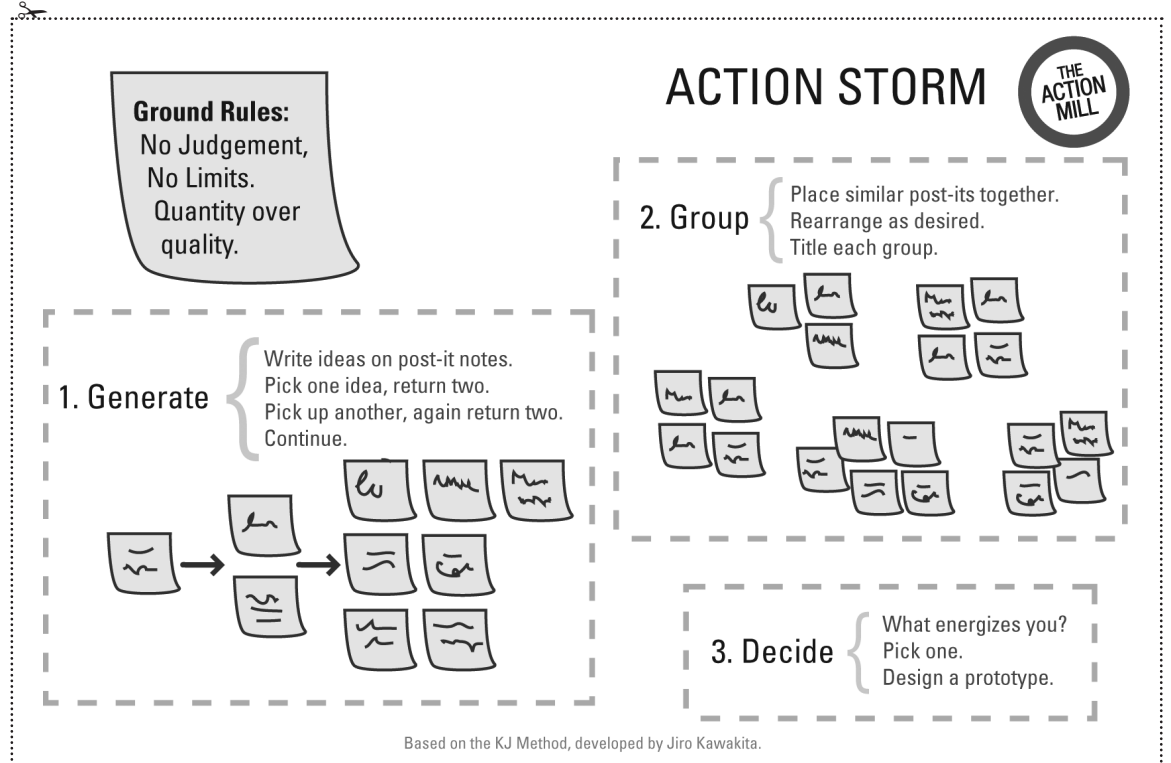 ACTION STORM
THE
ACTION
MILL
Ground Rules:
No Judgement,
No Limits.
Quantity over
quality.
1. Generate
Write ideas on post-it notes.
Pick one idea, return two.
Pick up another, again return two.
Continue.
2. Group
Place similar post-its together.
Rearrange as desired.
Title each group.
3. Decide
What energizes you?
Pick one.
Design a prototype.
Based on the KJ Method, developed by Jiro Kawakita.